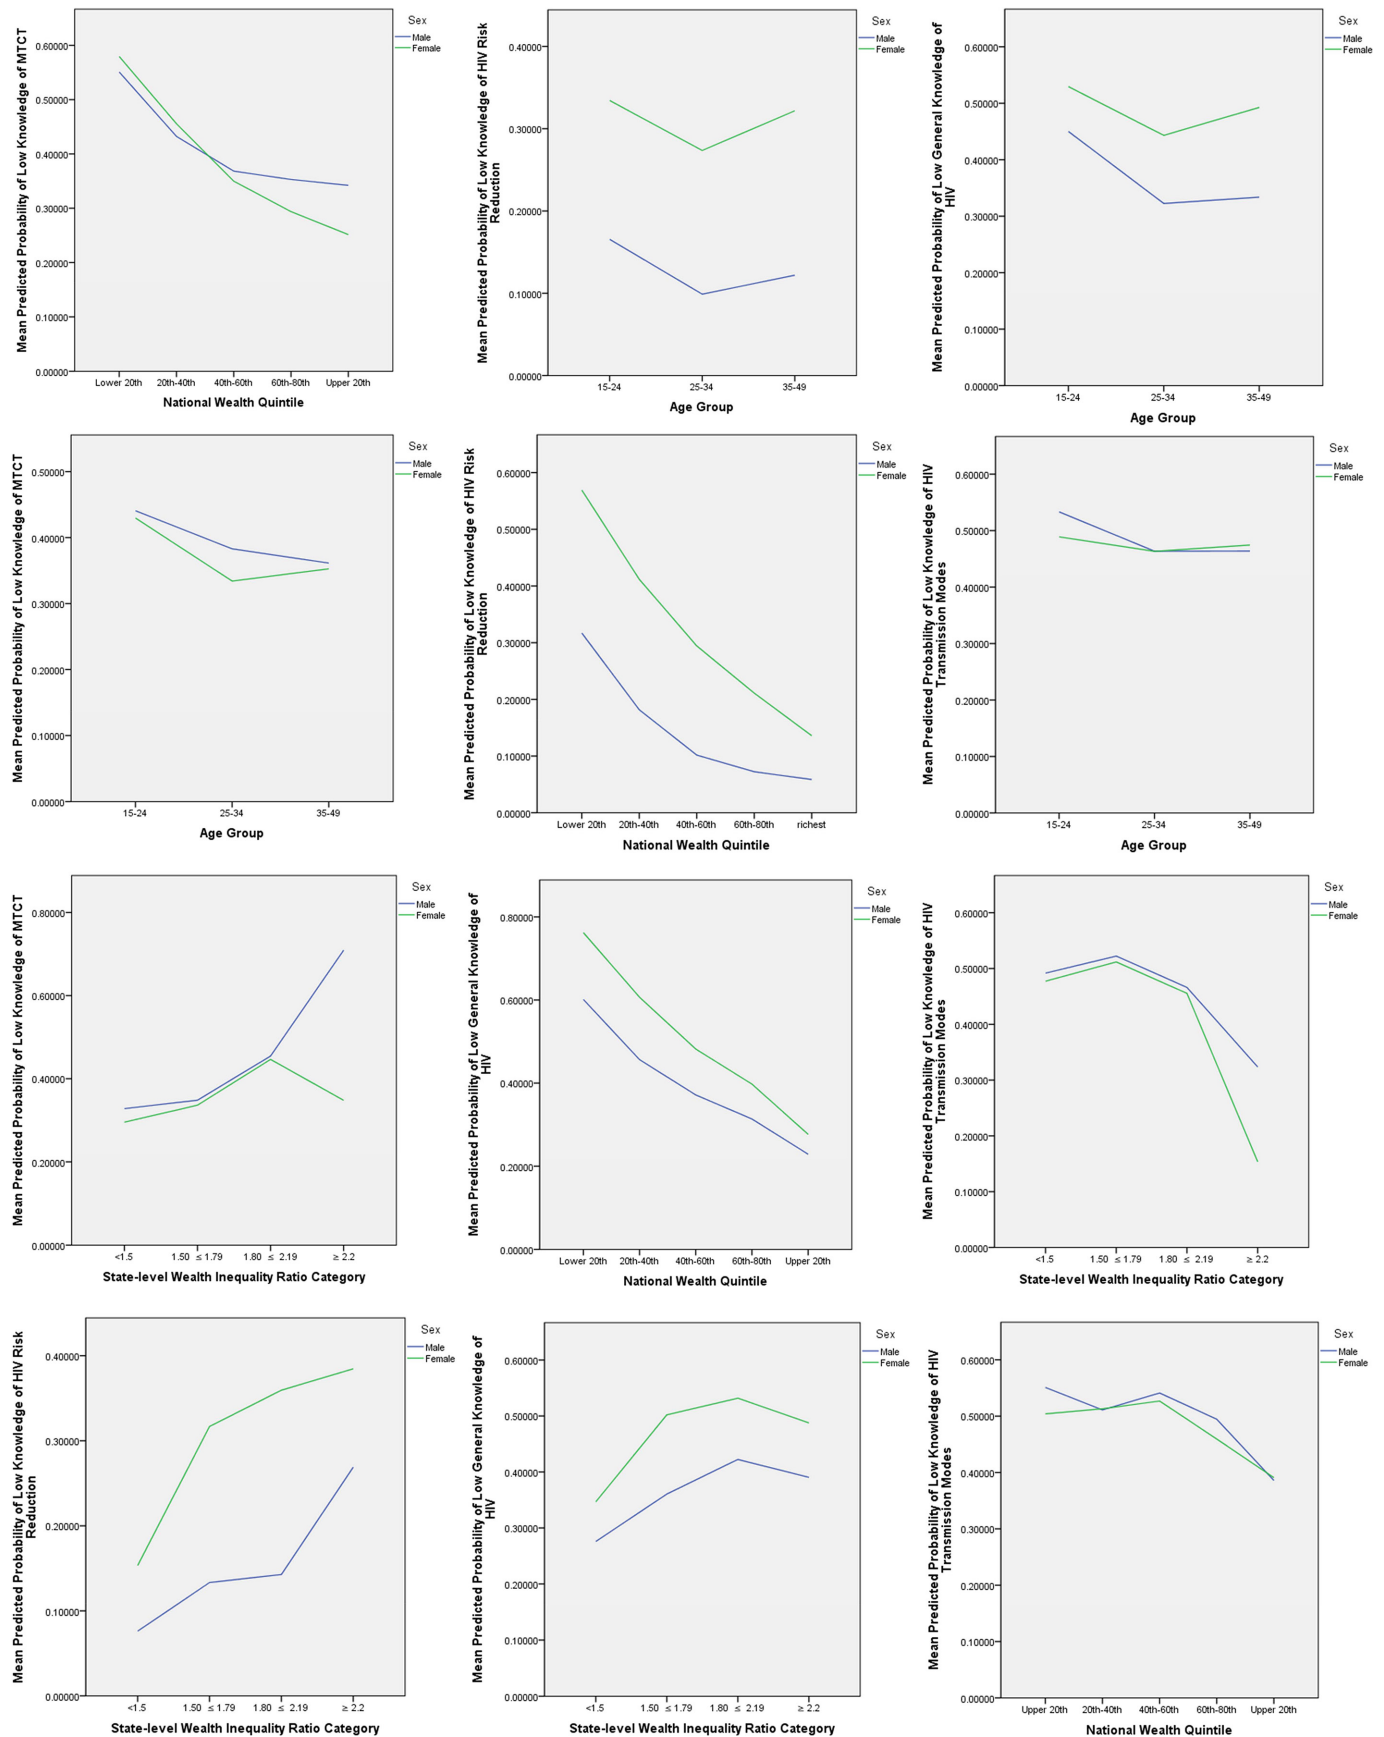 Mean Predicted Probability of Low Knowledge of MTCT
Sex
Male
Female
0.60000
0.50000
0.40000
0.30000
0.20000
0.10000
0.00000
Lower 20th 20th-40th 40th-60th 60th-80th Upper 20th
National Wealth Quintile
Mean Predicted Probability of Low Knowledge of HIV Risk
Reduction
Sex
Male
Female
0.40000
0.30000
0.20000
0.10000
0.00000
15-24 25-34 35-49
Age Group
Mean Predicted Probability of Low General Knowledge of
HIV
Sex
Male
Female
0.60000
0.50000
0.40000
0.30000
0.20000
0.10000
0.00000
15-24 25-34 35-49
Age Group
Mean Predicted Probability of Low Knowledge of MTCT
Sex
Male
Female
0.50000
0.40000
0.30000
0.20000
0.10000
0.00000
15-24 25-34 35-49
Age Group
Mean Predicted Probability of Low Knowledge of HIV Risk
Reduction
Sex
Male
Female
0.60000
0.50000
0.40000
0.30000
0.20000
0.10000
0.00000
Lower 20th 20th-40th 40th-60th 60th-80th richest
National Wealth Quintile
Mean Predicted Probability of Low Knowledge of HIV
Transmission Modes
Sex
Male
Female
0.60000
0.50000
0.40000
0.30000
0.20000
0.10000
0.00000
15-24 25-34 35-49
Age Group
Mean Predicted Probability of Low Knowledge of MTCT
Sex
Male
Female
0.80000
0.60000
0.40000
0.20000
0.00000
<1.5 1.50 ≤ 1.79 1.80 ≤ 2.19 ≥ 2.2
State-level Wealth Inequality Ratio Category
Mean Predicted Probability of Low General Knowledge of
HIV
Sex
Male
Female
0.80000
0.60000
0.40000
0.20000
0.00000
Lower 20th 20th-40th 40th-60th 60th-80th Upper 20th
National Wealth Quintile
Mean Predicted Probability of Low Knowledge of HIV
Transmission Modes
Sex
Male
Female
0.60000
0.50000
0.40000
0.30000
0.20000
0.10000
0.00000
<1.5 1.50 ≤ 1.79 1.80 ≤ 2.19 ≥ 2.2
State-level Wealth Inequality Ratio Category
Mean Predicted Probability of Low Knowledge of HIV Risk
Reduction
Sex
Male
Female
0.40000
0.30000
0.20000
0.10000
0.00000
<1.5 1.50 ≤ 1.79 1.80 ≤ 2.19 ≥ 2.2
State-level Wealth Inequality Ratio Category
Mean Predicted Probability of Low General Knowledge of
HIV
Sex
Male
Female
0.60000
0.50000
0.40000
0.30000
0.20000
0.10000
0.00000
<1.5 1.50 ≤ 1.79 1.80 ≤ 2.19 ≥ 2.2
State-level Wealth Inequality Ratio Category
Mean Predicted Probability of Low Knowledge of HIV
Transmission Modes
Sex
Male
Female
0.60000
0.50000
0.40000
0.30000
0.20000
0.10000
0.00000
Upper 20th 20th-40th 40th-60th 60th-80th Upper 20th
National Wealth Quintile